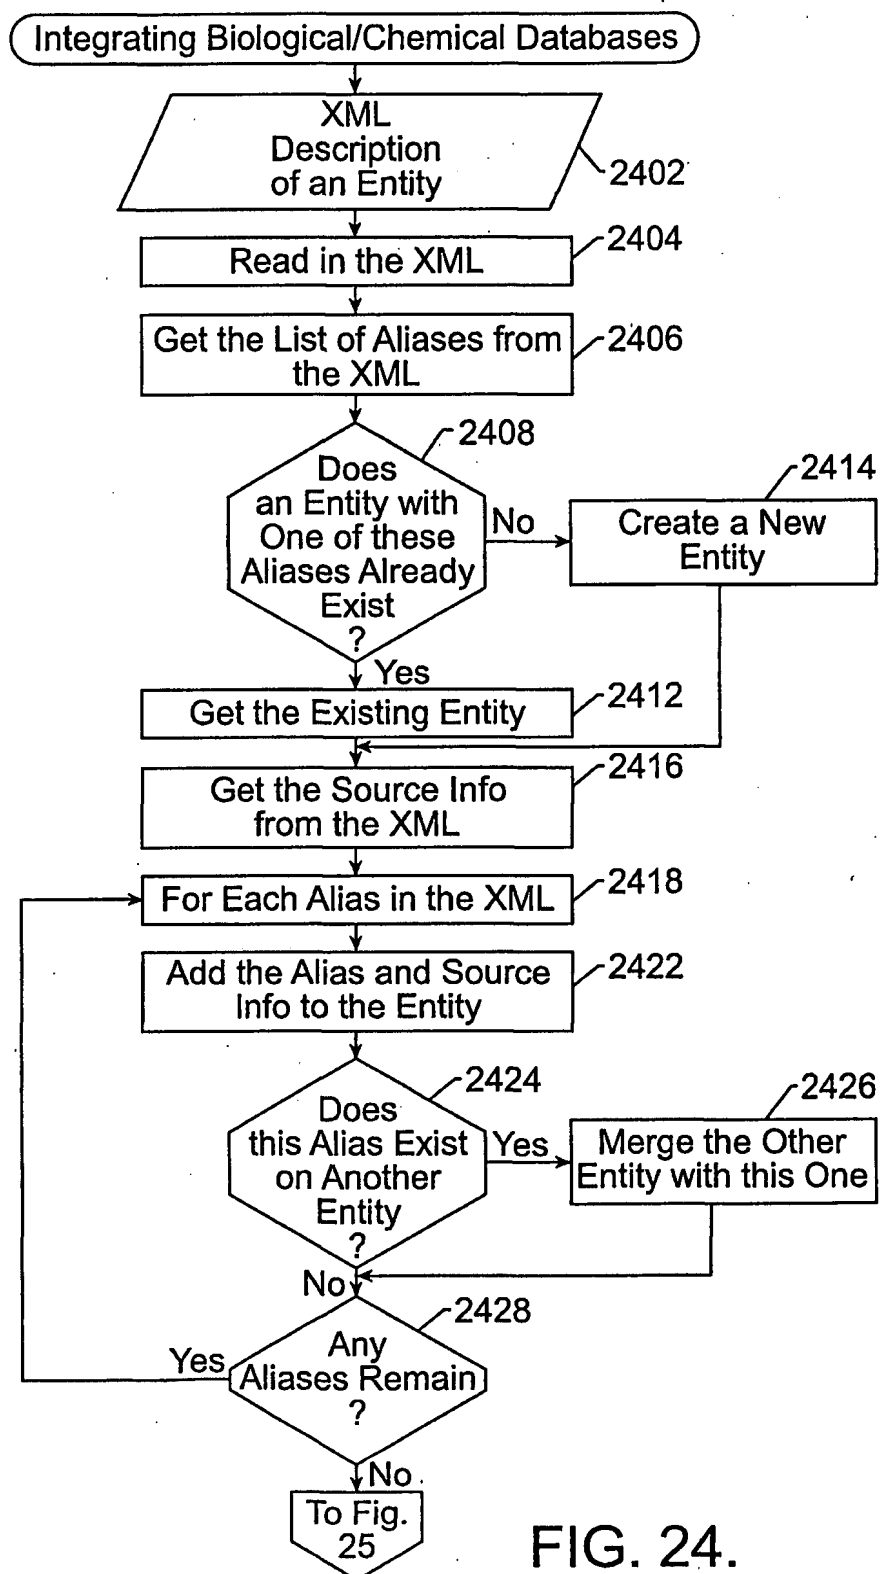 Integrating Biological/Chemical Databases
XML
Description
of an Entity
2402
Read in the XML
2404
Get the List of Aliases from
the XML
2406
Does
an Entity with
One of these
Aliases Already
Exist
?
2408
No
Create a New
Entity
2414
Yes
Get the Existing Entity
2412
Get the Source Info
from the XML
2416
For Each Alias in the XML
2418
Add the Alias and Source
Info to the Entity
2422
Does
this Alias Exist
on Another
Entity
?
2424
Yes
Merge the Other
Entity with this One
2426
No
Any
Aliases Remain
?
2428
Yes
No
To Fig.
25
FIG. 24.